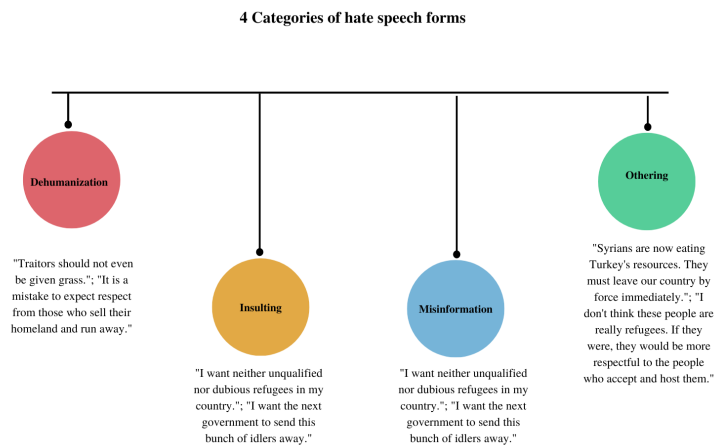 4 Categories of hate speech forms
Dehumanization
"Traitors should not even
be given grass."; "It is a
mistake to expect respect
from those who sell their
homeland and run away."
Insulting
"I want neither unqualified
nor dubious refugees in my
country."; "I want the next
government to send this
bunch of idlers away."
Misinformation
"I want neither unqualified
nor dubious refugees in my
country."; "I want the next
government to send this
bunch of idlers away."
Othering
"Syrians are now eating
Turkey's resources. They
must leave our country by
force immediately."; "I
don't think these people are
really refugees. If they
were, they would be more
respectful to the people
who accept and host them."